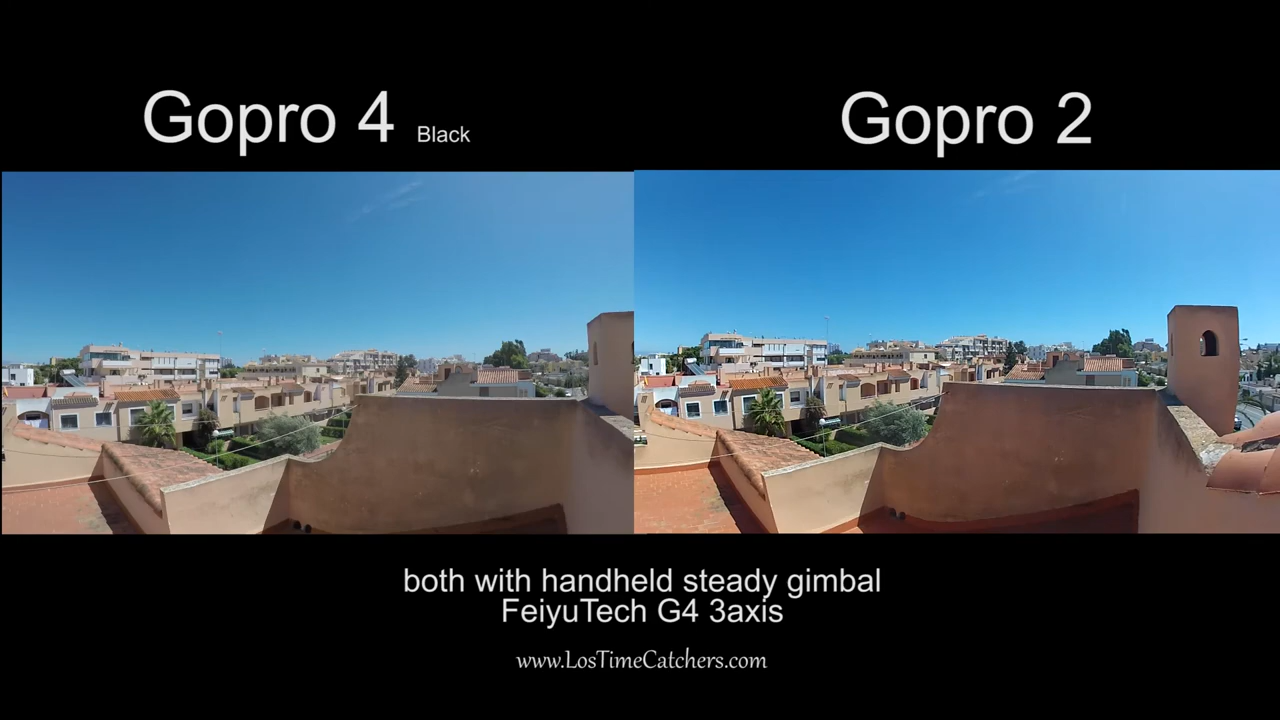 Gopro 4 Black
Gopro 2
both with handheld steady gimbal
FeiyuTech G4 3axis
www.LosTimeCatchers.com